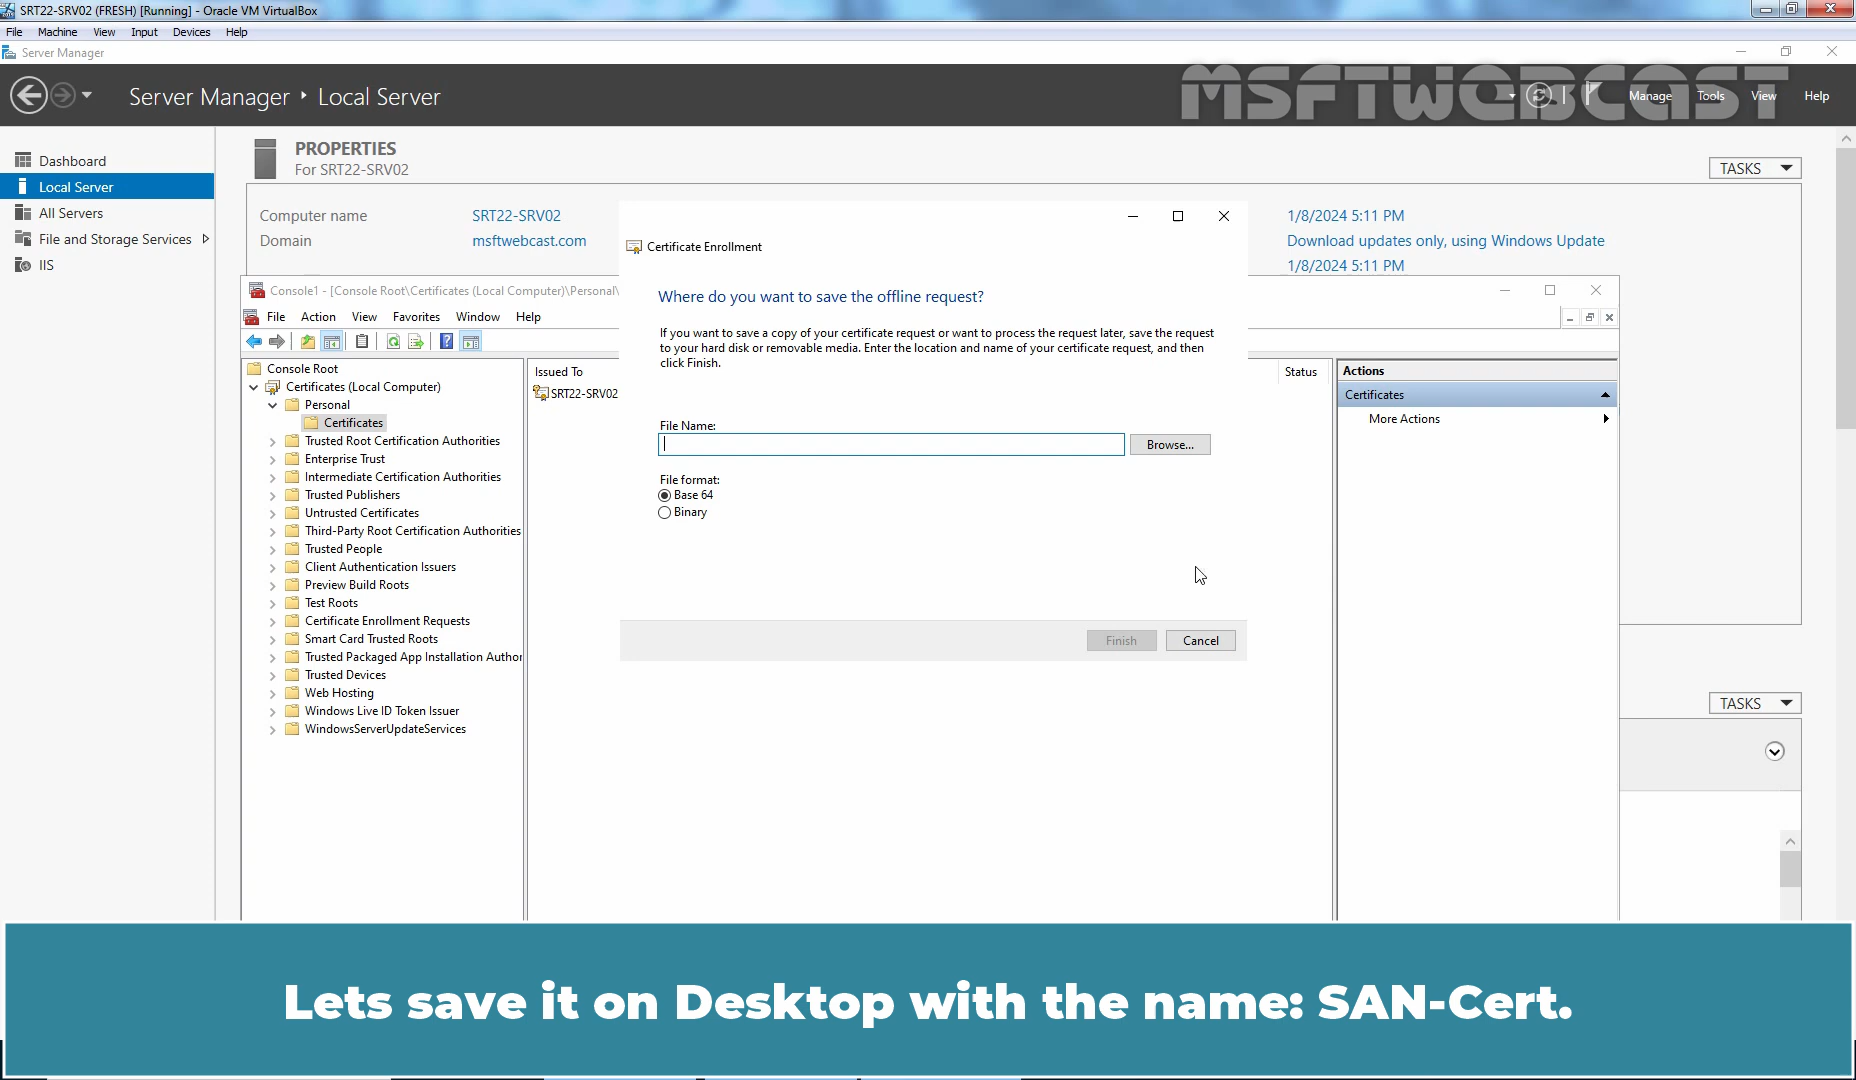 SRT22-SRV02 (FRESH) [Running] - Oracle VM VirtualBox
File Machine View Input Devices Help
Server Manager
Server Manager ‣ Local Server
MSFTWEBCAST
Manage Tools View Help
Dashboard
Local Server
All Servers
File and Storage Services
IIS
PROPERTIES
For SRT22-SRV02
TASKS
Computer name SRT22-SRV02
Domain msftwebcast.com
1/8/2024 5:11 PM
Download updates only, using Windows Update
1/8/2024 5:11 PM
Console1 - [Console Root\Certificates (Local Computer)\Personal\
File Action View Favorites Window Help
Console Root
Certificates (Local Computer)
Personal
Certificates
Trusted Root Certification Authorities
Enterprise Trust
Intermediate Certification Authorities
Trusted Publishers
Untrusted Certificates
Third-Party Root Certification Authorities
Trusted People
Client Authentication Issuers
Preview Build Roots
Test Roots
Certificate Enrollment Requests
Smart Card Trusted Roots
Trusted Packaged App Installation Author
Trusted Devices
Web Hosting
Windows Live ID Token Issuer
WindowsServerUpdateServices
Issued To
SRT22-SRV02
Status
Actions
Certificates
More Actions
Certificate Enrollment
Where do you want to save the offline request?
If you want to save a copy of your certificate request or want to process the request later, save the request
to your hard disk or removable media. Enter the location and name of your certificate request, and then
click Finish.
File Name:
Browse...
File format:
Base 64
Binary
Finish Cancel
TASKS
Lets save it on Desktop with the name: SAN-Cert.